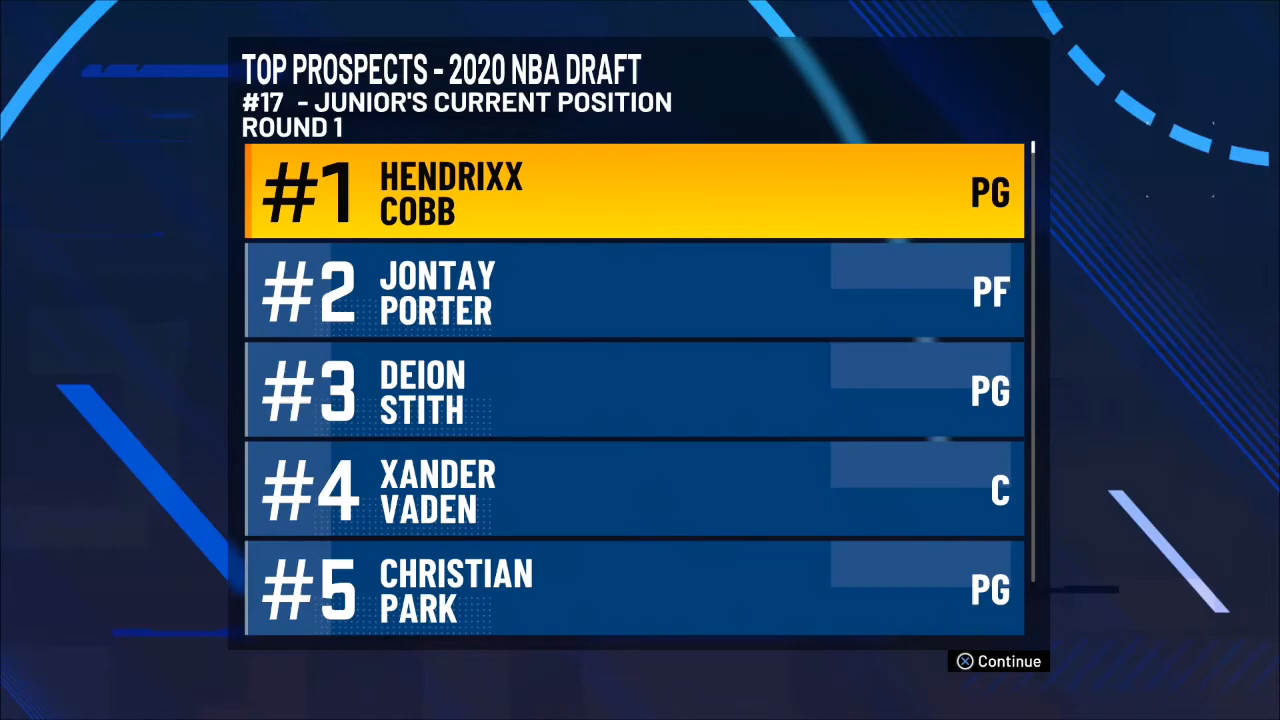 TOP PROSPECTS - 2020 NBA DRAFT
#17 - JUNIOR'S CURRENT POSITION
ROUND 1
#1 HENDRIXX COBB PG
#2 JONTAY PORTER PF
#3 DEION STITH PG
#4 XANDER VADEN C
#5 CHRISTIAN PARK PG
Continue